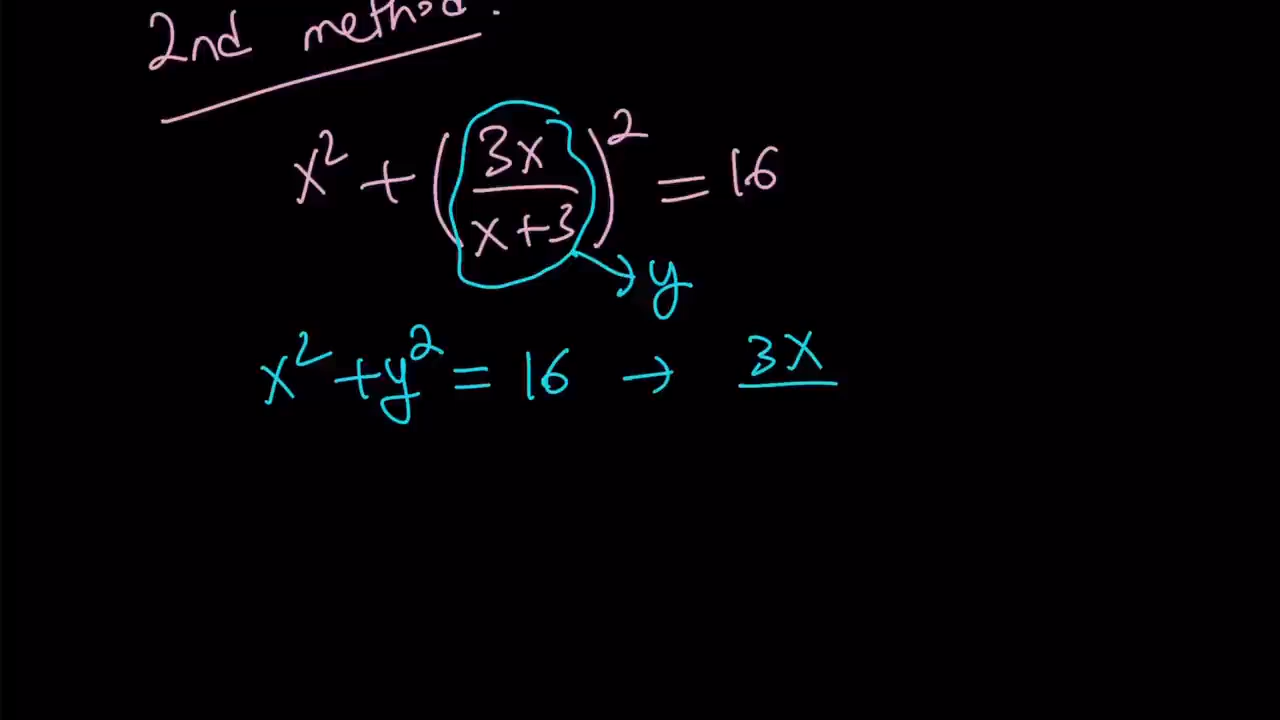 2nd method.
x² + (3x/(x+3))² = 16
→ y
x² + y² = 16 → 3x